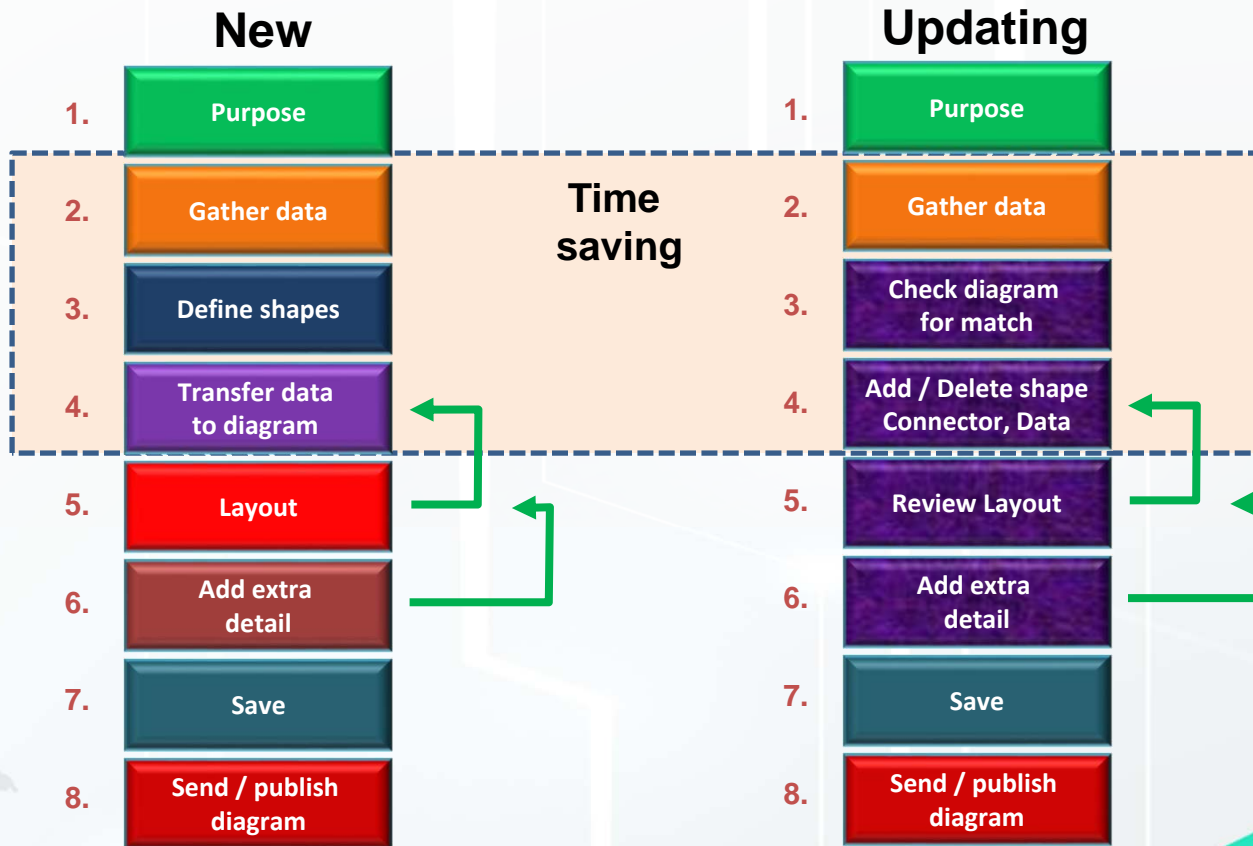 New
1. Purpose
2. Gather data
3. Define shapes
4. Transfer data
to diagram
5. Layout
6. Add extra
detail
7. Save
8. Send / publish
diagram
Time
saving
Updating
1. Purpose
2. Gather data
3. Check diagram
for match
4. Add / Delete shape
Connector, Data
5. Review Layout
6. Add extra
detail
7. Save
8. Send / publish
diagram